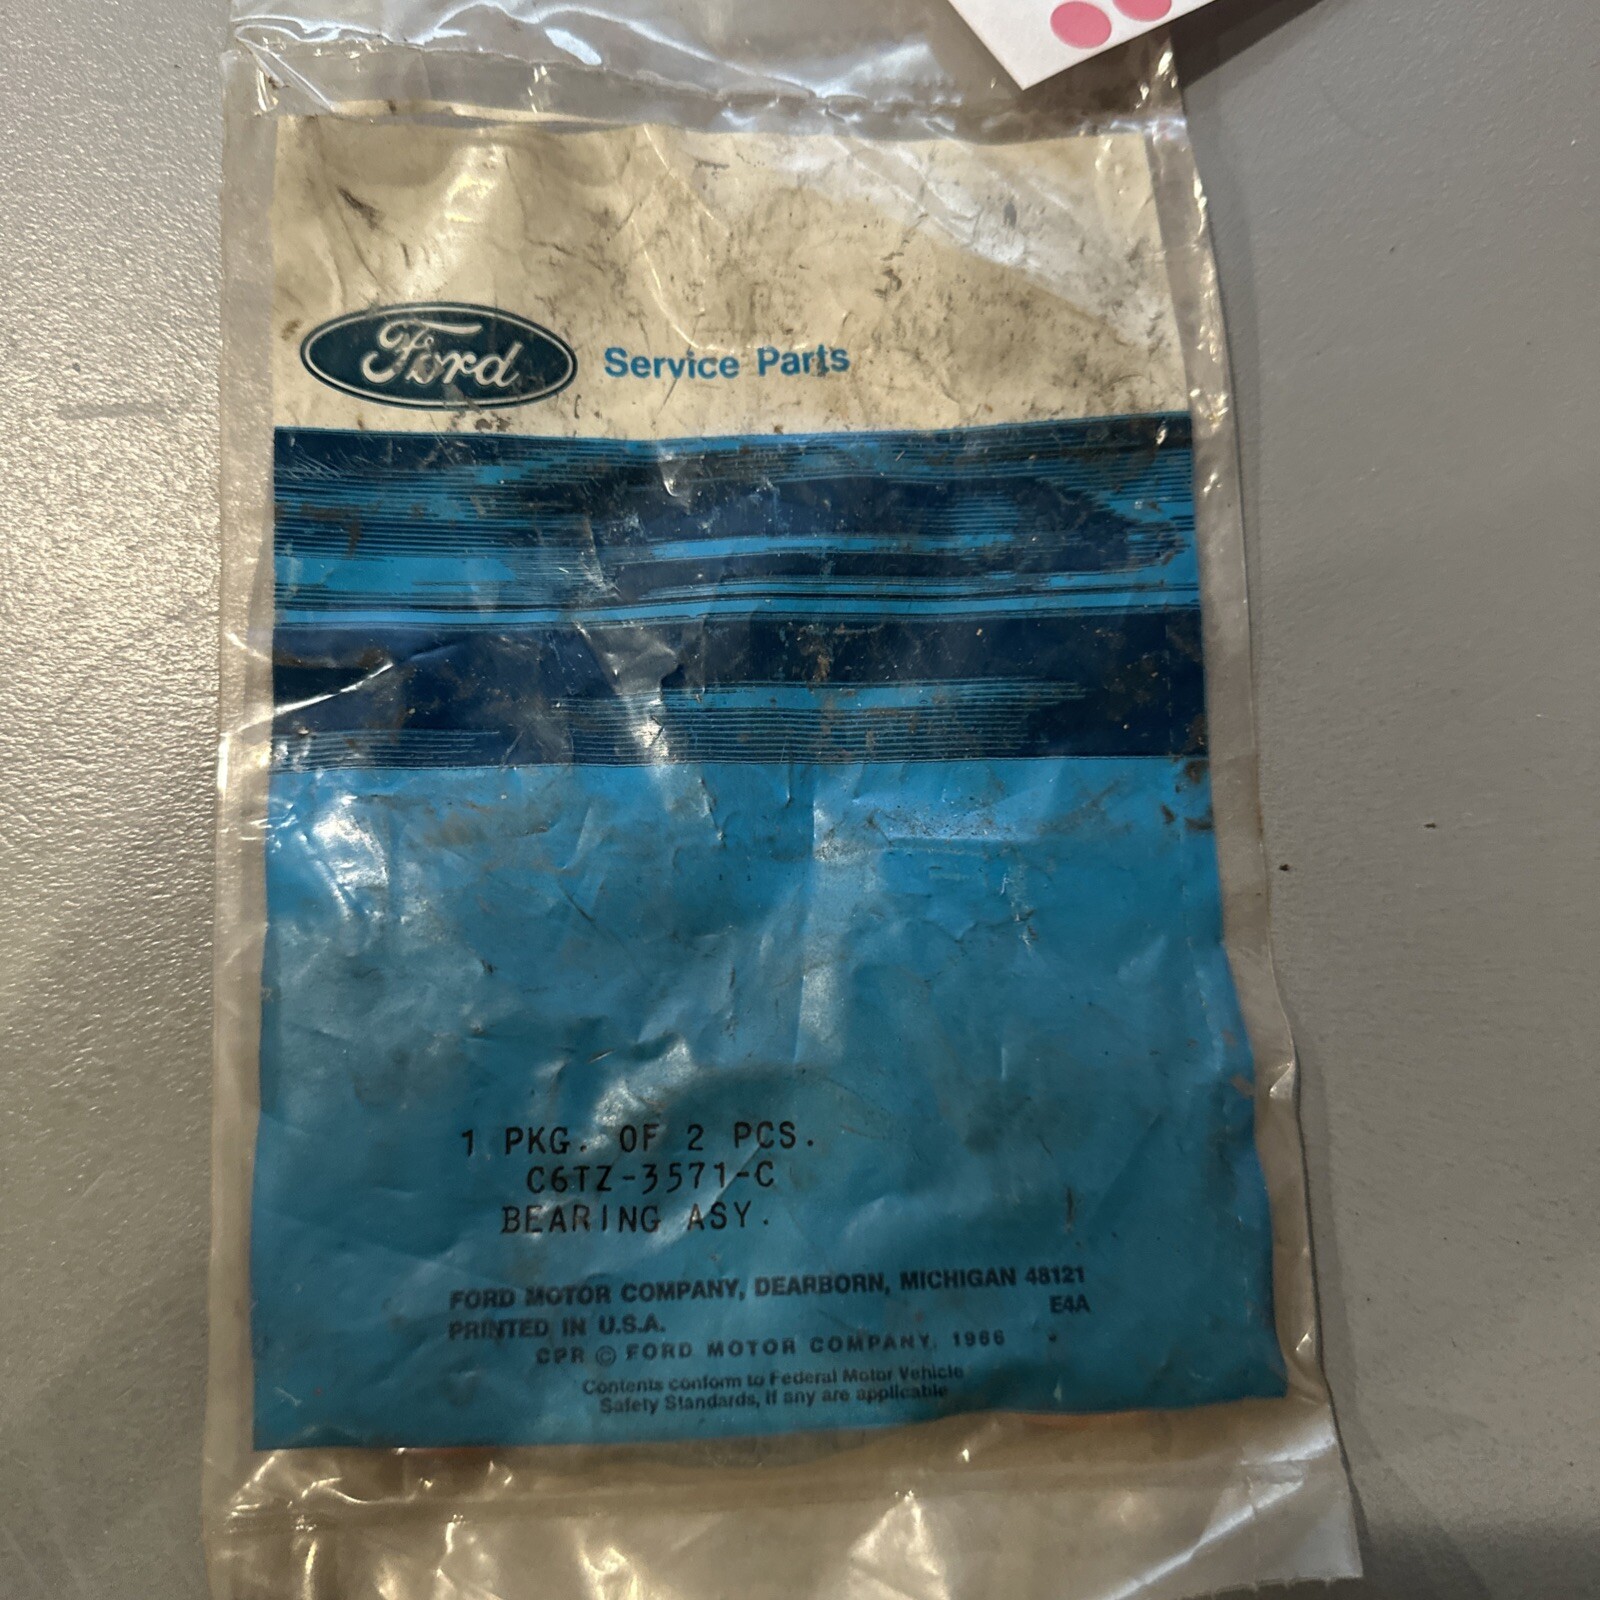 Ford Service Parts
1 PKG. OF 2 PCS.
C6TZ-3571-C
BEARING ASY.
FORD MOTOR COMPANY, DEARBORN, MICHIGAN 48121
E4A
PRINTED IN U.S.A.
CPR © FORD MOTOR COMPANY, 1966
Contents conform to Federal Motor Vehicle
Safety Standards, if any are applicable